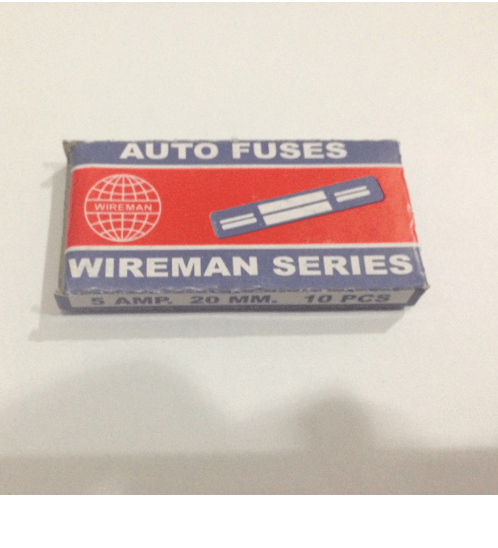 AUTO FUSES
WIREMAN
WIREMAN SERIES
5 AMP. 20 MM. 10 PCS